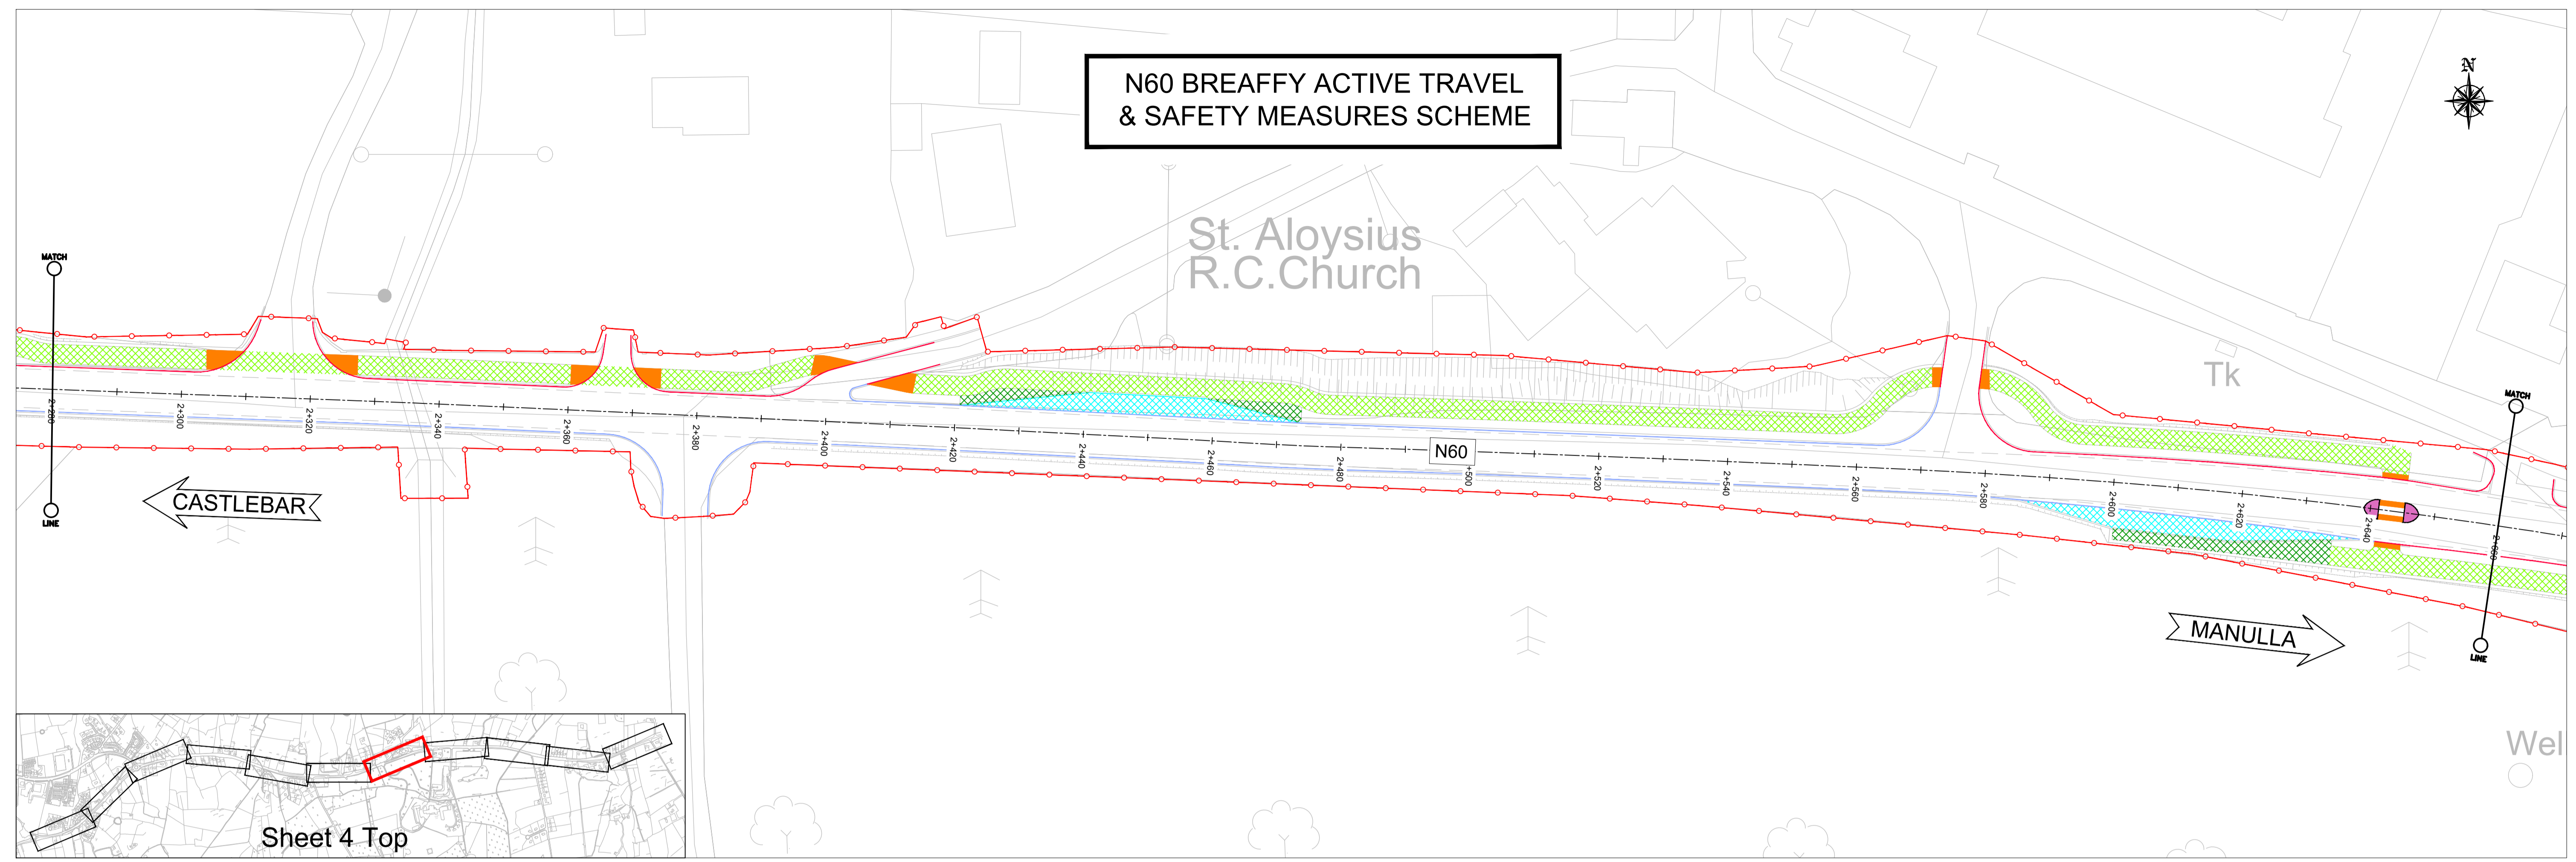 N60 BREAFFY ACTIVE TRAVEL
& SAFETY MEASURES SCHEME
N
St. Aloysius
R.C.Church
MATCH
LINE
Tk
MATCH
LINE
2+280
2+300
2+320
2+340
2+360
2+380
2+400
2+420
2+440
2+460
2+480
N60
+500
2+520
2+540
2+560
2+580
2+600
2+620
2+640
2+660
CASTLEBAR
MANULLA
Wel
Sheet 4 Top